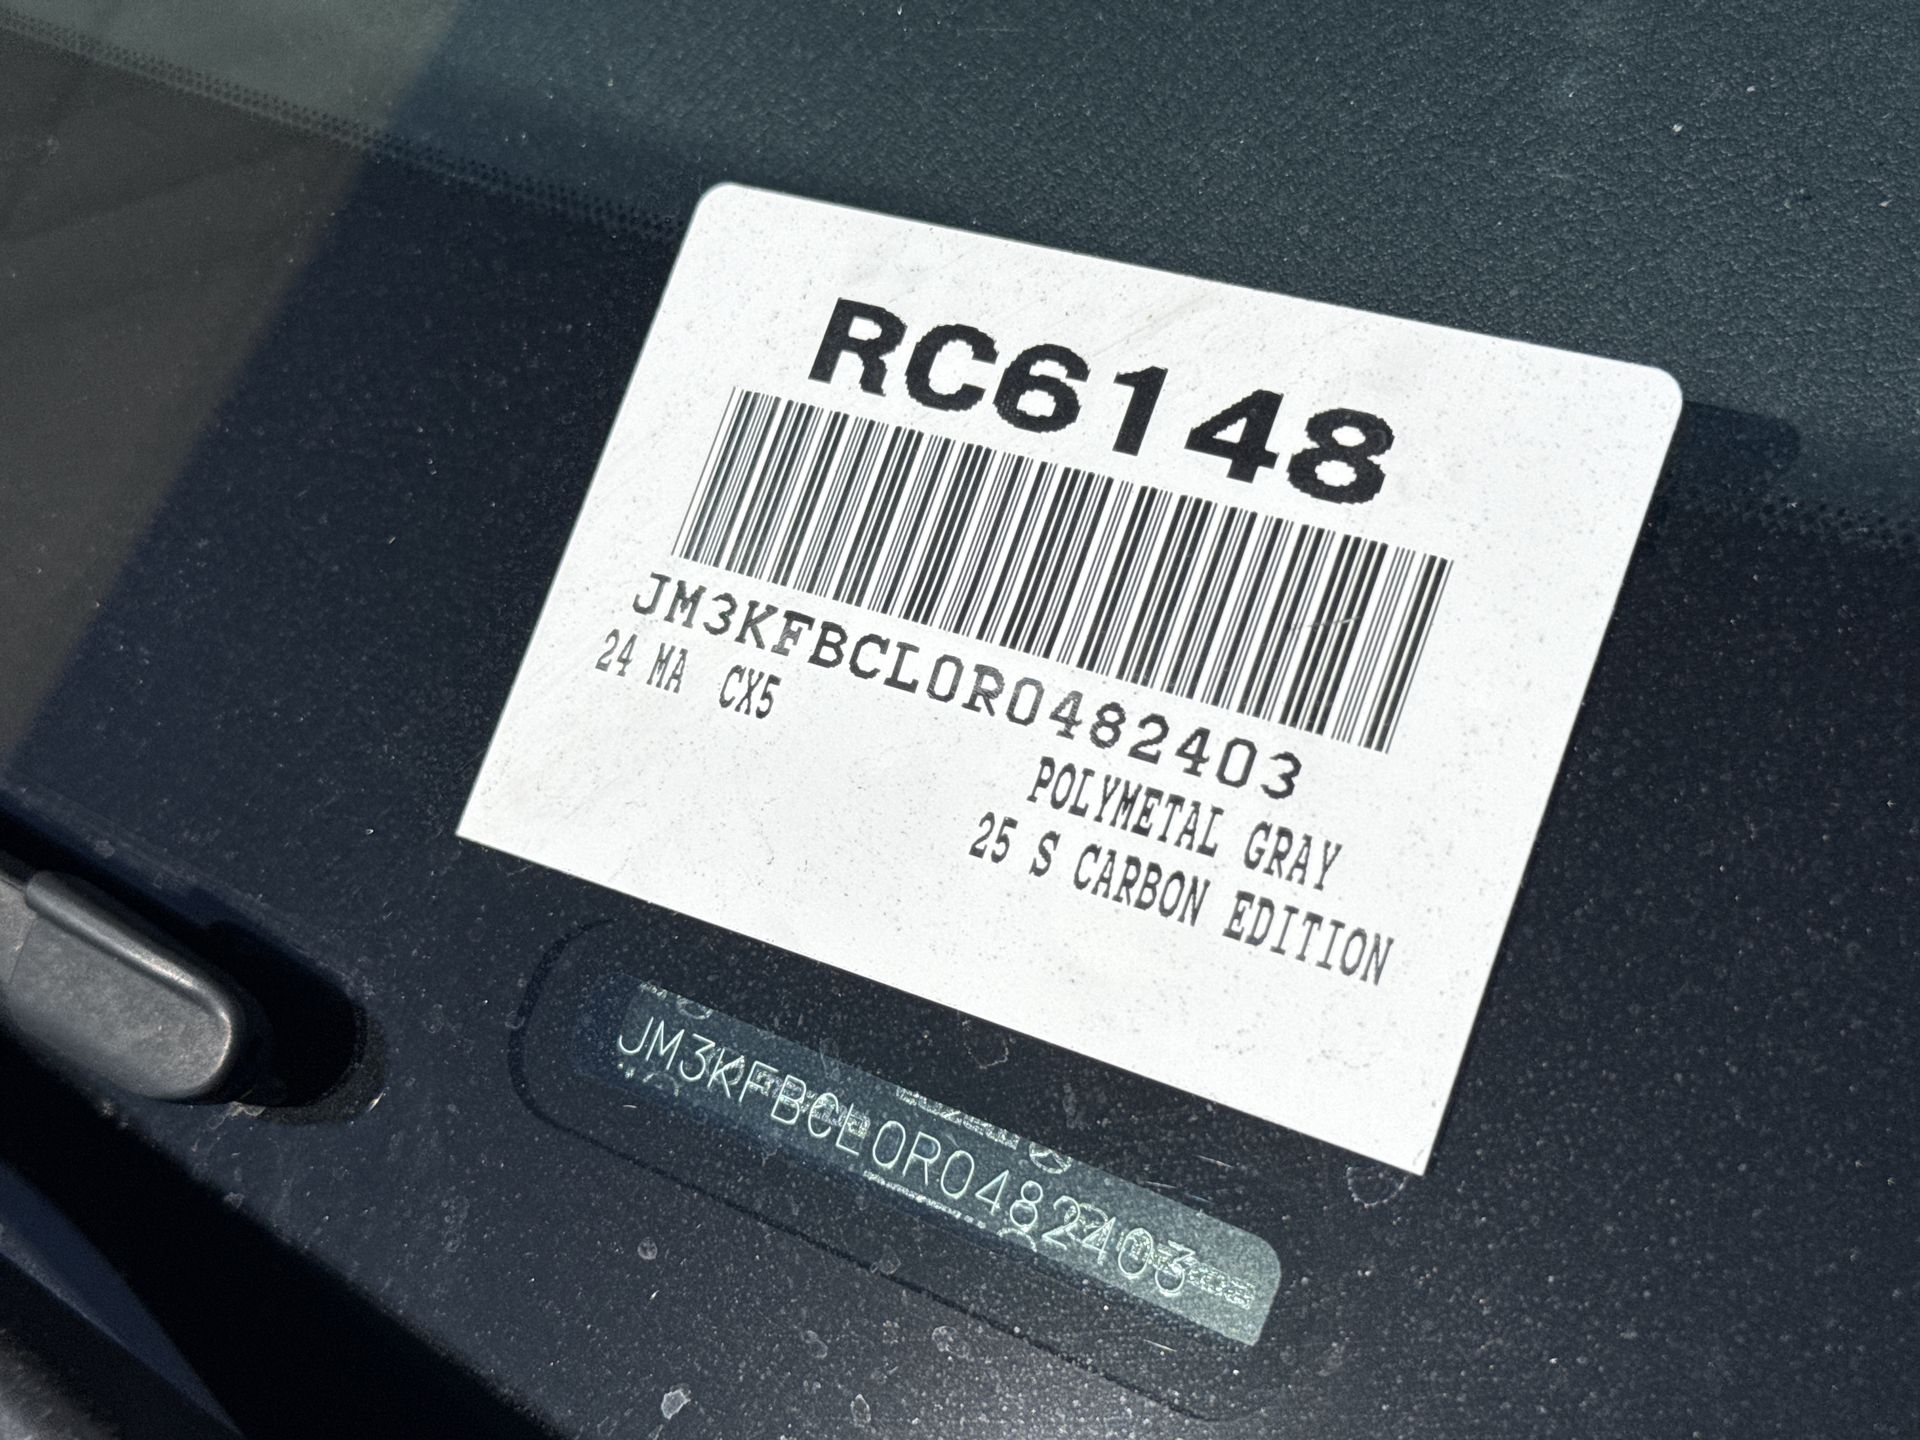 RC6148
JM3KFBCL0R0482403
24 MA CX5
POLYMETAL GRAY
25 S CARBON EDITION
JM3KFBCL0R0482403